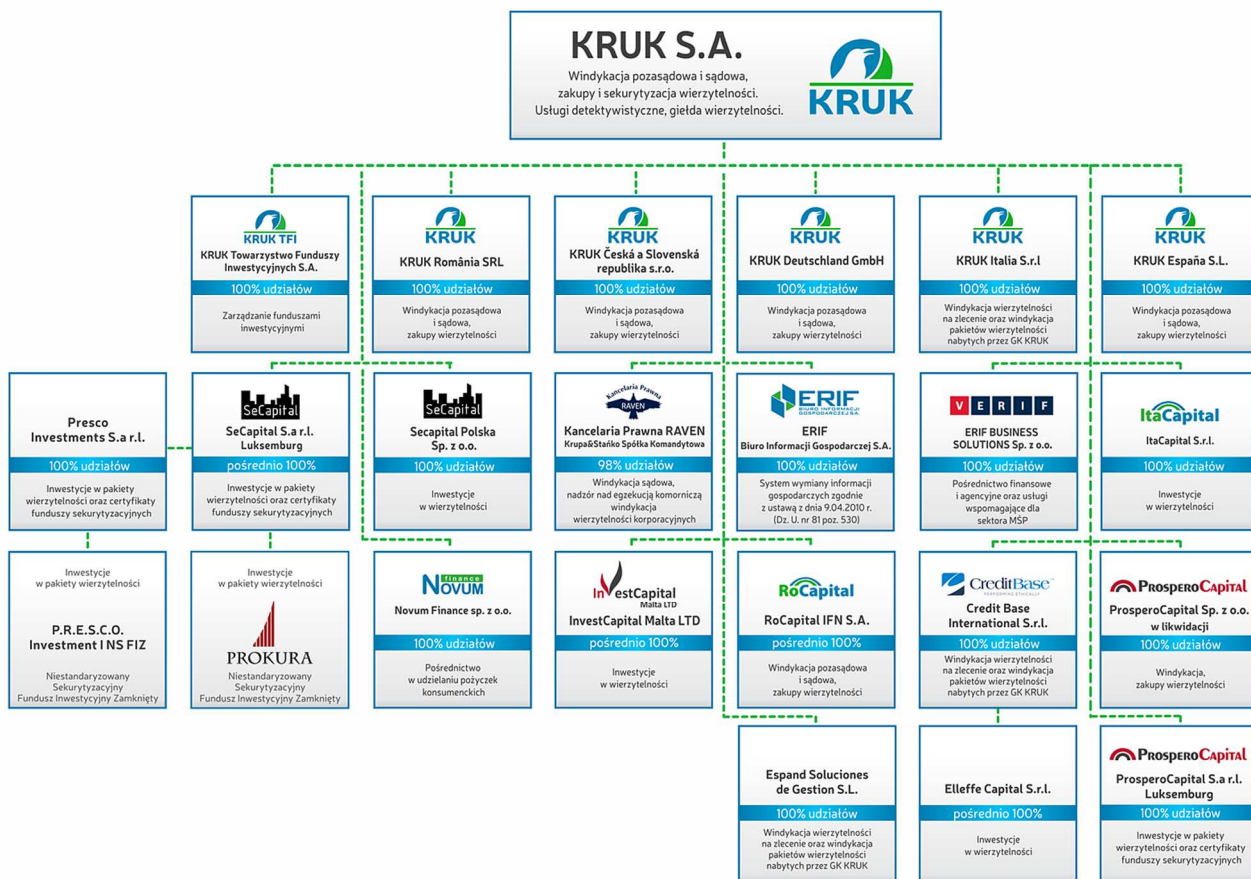 KRUK S.A.
Windykacja pozasądowa i sądowa,
zakupy i sekurytyzacja wierzytelności.
Usługi detektywistyczne, giełda wierzytelności.
KRUK
KRUK TFI
KRUK Towarzystwo Funduszy
Inwestycyjnych S.A.
100% udziałów
Zarządzanie funduszami
inwestycyjnymi
KRUK
KRUK România SRL
100% udziałów
Windykacja pozasądowa
i sądowa,
zakupy wierzytelności
KRUK
KRUK Česká a Slovenská
republika s.r.o.
100% udziałów
Windykacja pozasądowa
i sądowa,
zakupy wierzytelności
KRUK
KRUK Deutschland GmbH
100% udziałów
Windykacja pozasądowa
i sądowa,
zakupy wierzytelności
KRUK
KRUK Italia S.r.l
100% udziałów
Windykacja wierzytelności
na zlecenie oraz windykacja
pakietów wierzytelności
nabytych przez GK KRUK
KRUK
KRUK España S.L.
100% udziałów
Windykacja pozasądowa
i sądowa,
zakupy wierzytelności
Presco
Investments S.a r.l.
100% udziałów
Inwestycje w pakiety
wierzytelności oraz certyfikaty
funduszy sekurytyzacyjnych
SeCapital
SeCapital S.a r.l.
Luksemburg
pośrednio 100%
Inwestycje w pakiety
wierzytelności oraz certyfikaty
funduszy sekurytyzacyjnych
SeCapital
Secapital Polska
Sp. z o.o.
100% udziałów
Inwestycje
w wierzytelności
Kancelaria Prawna
RAVEN
Kancelaria Prawna RAVEN
Krupa&Stańko Spółka Komandytowa
98% udziałów
Windykacja sądowa,
nadzór nad egzekucją komorniczą
windykacja
wierzytelności korporacyjnych
ERIF
BIURO INFORMACJI
GOSPODARCZEJ S.A.
ERIF
Biuro Informacji Gospodarczej S.A.
100% udziałów
System wymiany informacji
gospodarczych zgodnie
z ustawą z dnia 9.04.2010 r.
(Dz. U. nr 81 poz. 530)
VERIF
ERIF BUSINESS
SOLUTIONS Sp. z o.o.
100% udziałów
Pośrednictwo finansowe
i agencyjne oraz usługi
wspomagające dla
sektora MŚP
ItaCapital
ItaCapital S.r.l.
100% udziałów
Inwestycje
w wierzytelności
Inwestycje
w pakiety wierzytelności
P.R.E.S.C.O.
Investment I NS FIZ
Niestandaryzowany
Sekurytyzacyjny
Fundusz Inwestycyjny Zamknięty
Inwestycje
w pakiety wierzytelności
PROKURA
Niestandaryzowany
Sekurytyzacyjny
Fundusz Inwestycyjny Zamknięty
finance
NOVUM
Novum Finance sp. z o.o.
100% udziałów
Pośrednictwo
w udzielaniu pożyczek
konsumenckich
InVestCapital
Malta LTD
InvestCapital Malta LTD
pośrednio 100%
Inwestycje
w wierzytelności
RoCapital
RoCapital IFN S.A.
pośrednio 100%
Windykacja pozasądowa
i sądowa,
zakupy wierzytelności
CreditBase
PERFORMING ETHICALLY
Credit Base
International S.r.l.
100% udziałów
Windykacja wierzytelności
na zlecenie oraz windykacja
pakietów wierzytelności
nabytych przez GK KRUK
PROSPEROCAPITAL
ProsperoCapital Sp. z o.o.
w likwidacji
100% udziałów
Windykacja,
zakupy wierzytelności
Espand Soluciones
de Gestion S.L.
100% udziałów
Windykacja wierzytelności
na zlecenie oraz windykacja
pakietów wierzytelności
nabytych przez GK KRUK
Elleffe Capital S.r.l.
pośrednio 100%
Inwestycje
w wierzytelności
PROSPEROCAPITAL
ProsperoCapital S.a r.l.
Luksemburg
100% udziałów
Inwestycje w pakiety
wierzytelności oraz certyfikaty
funduszy sekurytyzacyjnych